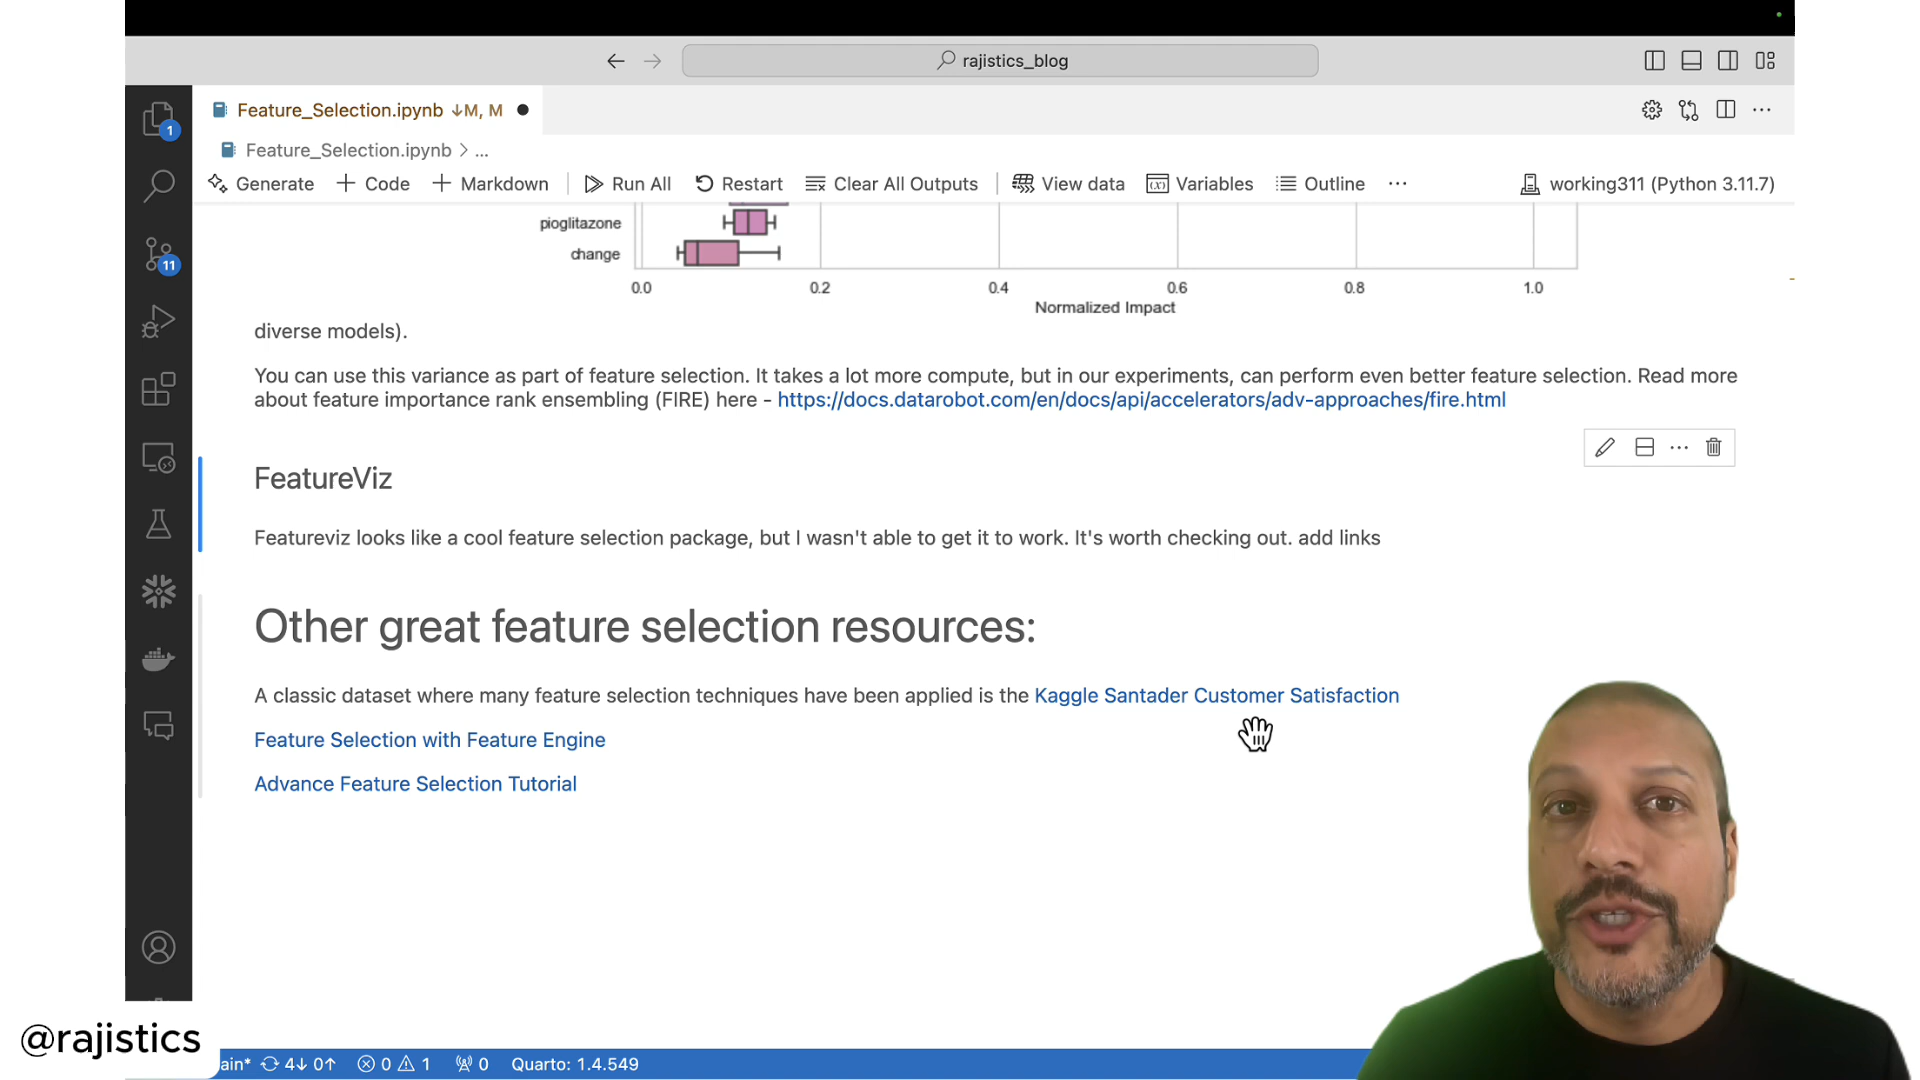 rajistics_blog
Feature_Selection.ipynb ↓M, M
1
Feature_Selection.ipynb > ...
Generate + Code + Markdown Run All Restart Clear All Outputs View data Variables Outline ... working311 (Python 3.11.7)
pioglitazone
11
change
0.0 0.2 0.4 0.6 0.8 1.0
Normalized Impact
diverse models).
You can use this variance as part of feature selection. It takes a lot more compute, but in our experiments, can perform even better feature selection. Read more
about feature importance rank ensembling (FIRE) here - https://docs.datarobot.com/en/docs/api/accelerators/adv-approaches/fire.html
FeatureViz
Featureviz looks like a cool feature selection package, but I wasn't able to get it to work. It's worth checking out. add links
Other great feature selection resources:
A classic dataset where many feature selection techniques have been applied is the Kaggle Santader Customer Satisfaction
Feature Selection with Feature Engine
Advance Feature Selection Tutorial
@rajistics
ain* 4↓ 0↑ 0 1 0 Quarto: 1.4.549